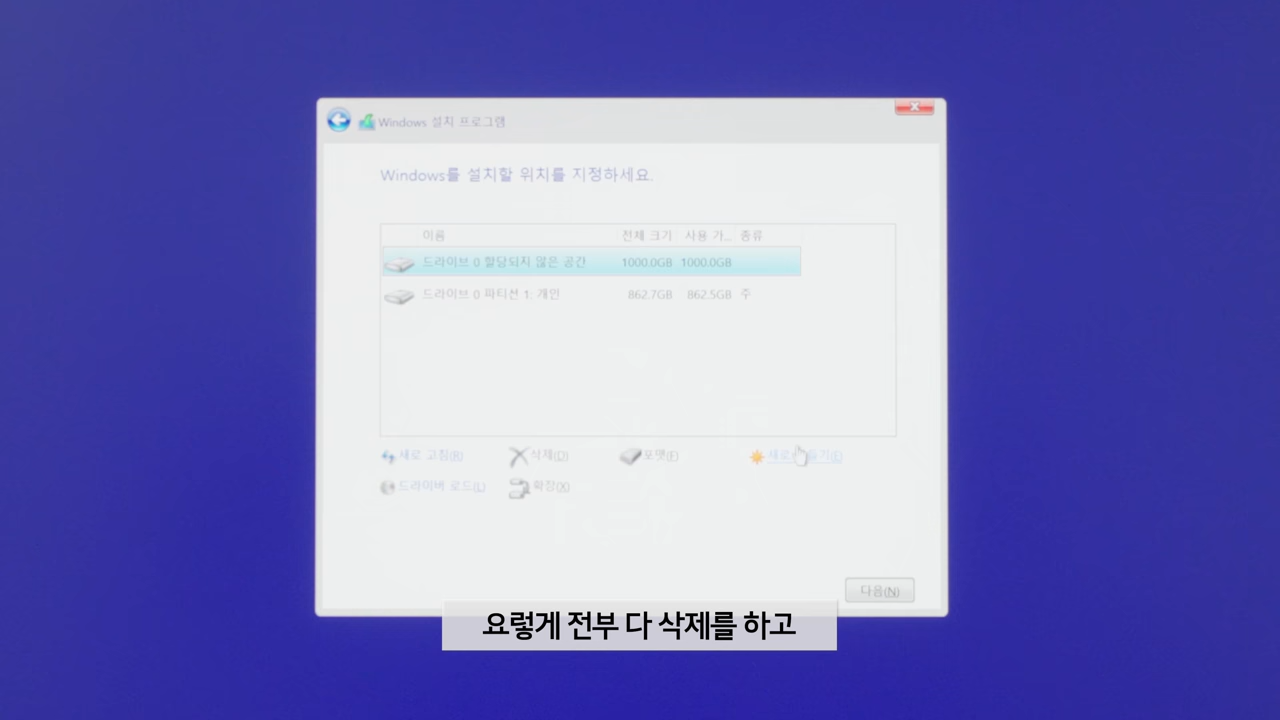 Windows 설치 프로그램
Windows를 설치할 위치를 지정하세요.
이름 전체 크기 사용 가... 종류
드라이브 0 할당되지 않은 공간 1000.0GB 1000.0GB
드라이브 0 파티션 1: 개인 862.7GB 862.5GB 주
새로 고침(R) 삭제(D) 포맷(F)
드라이버 로드(L) 확장(X)
다음(N)
요렇게 전부 다 삭제를 하고